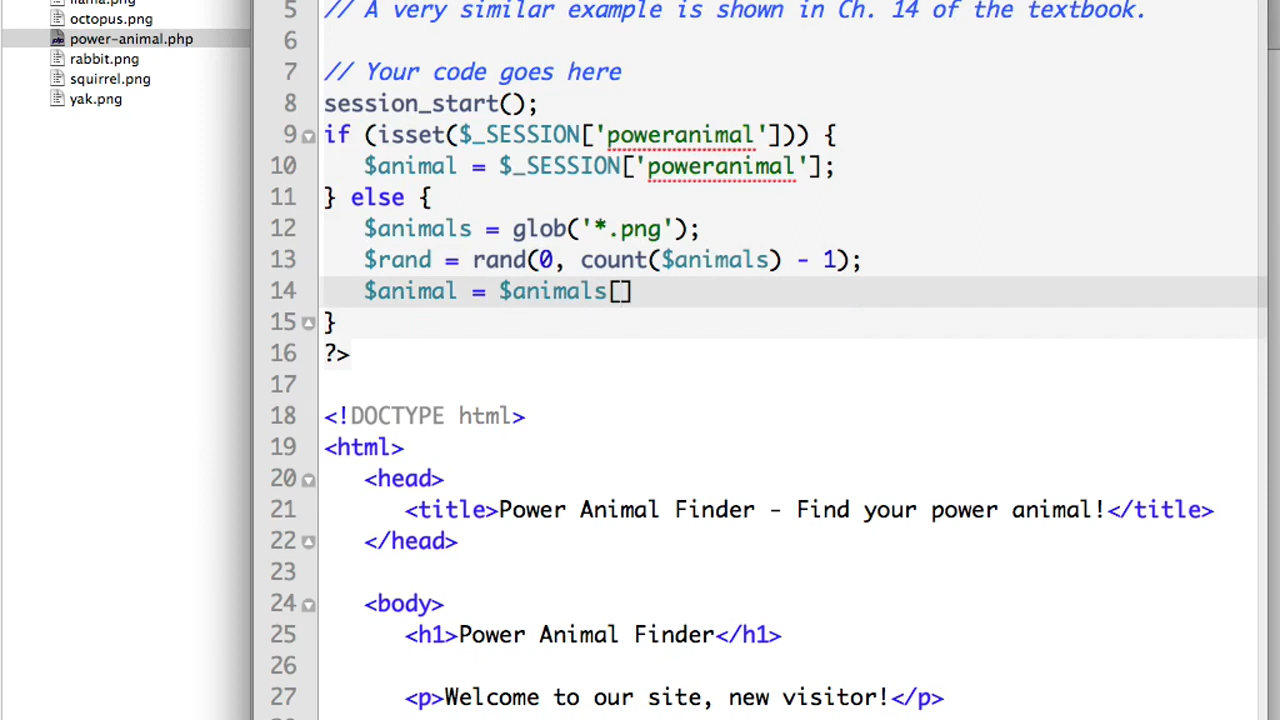 llama.png
octopus.png
power-animal.php
rabbit.png
squirrel.png
yak.png
5 // A very similar example is shown in Ch. 14 of the textbook.
6
7 // Your code goes here
8 session_start();
9 if (isset($_SESSION['poweranimal'])) {
10 $animal = $_SESSION['poweranimal'];
11 } else {
12 $animals = glob('*.png');
13 $rand = rand(0, count($animals) - 1);
14 $animal = $animals[]
15 }
16 ?>
17
18 <!DOCTYPE html>
19 <html>
20 <head>
21 <title>Power Animal Finder - Find your power animal!</title>
22 </head>
23
24 <body>
25 <h1>Power Animal Finder</h1>
26
27 <p>Welcome to our site, new visitor!</p>